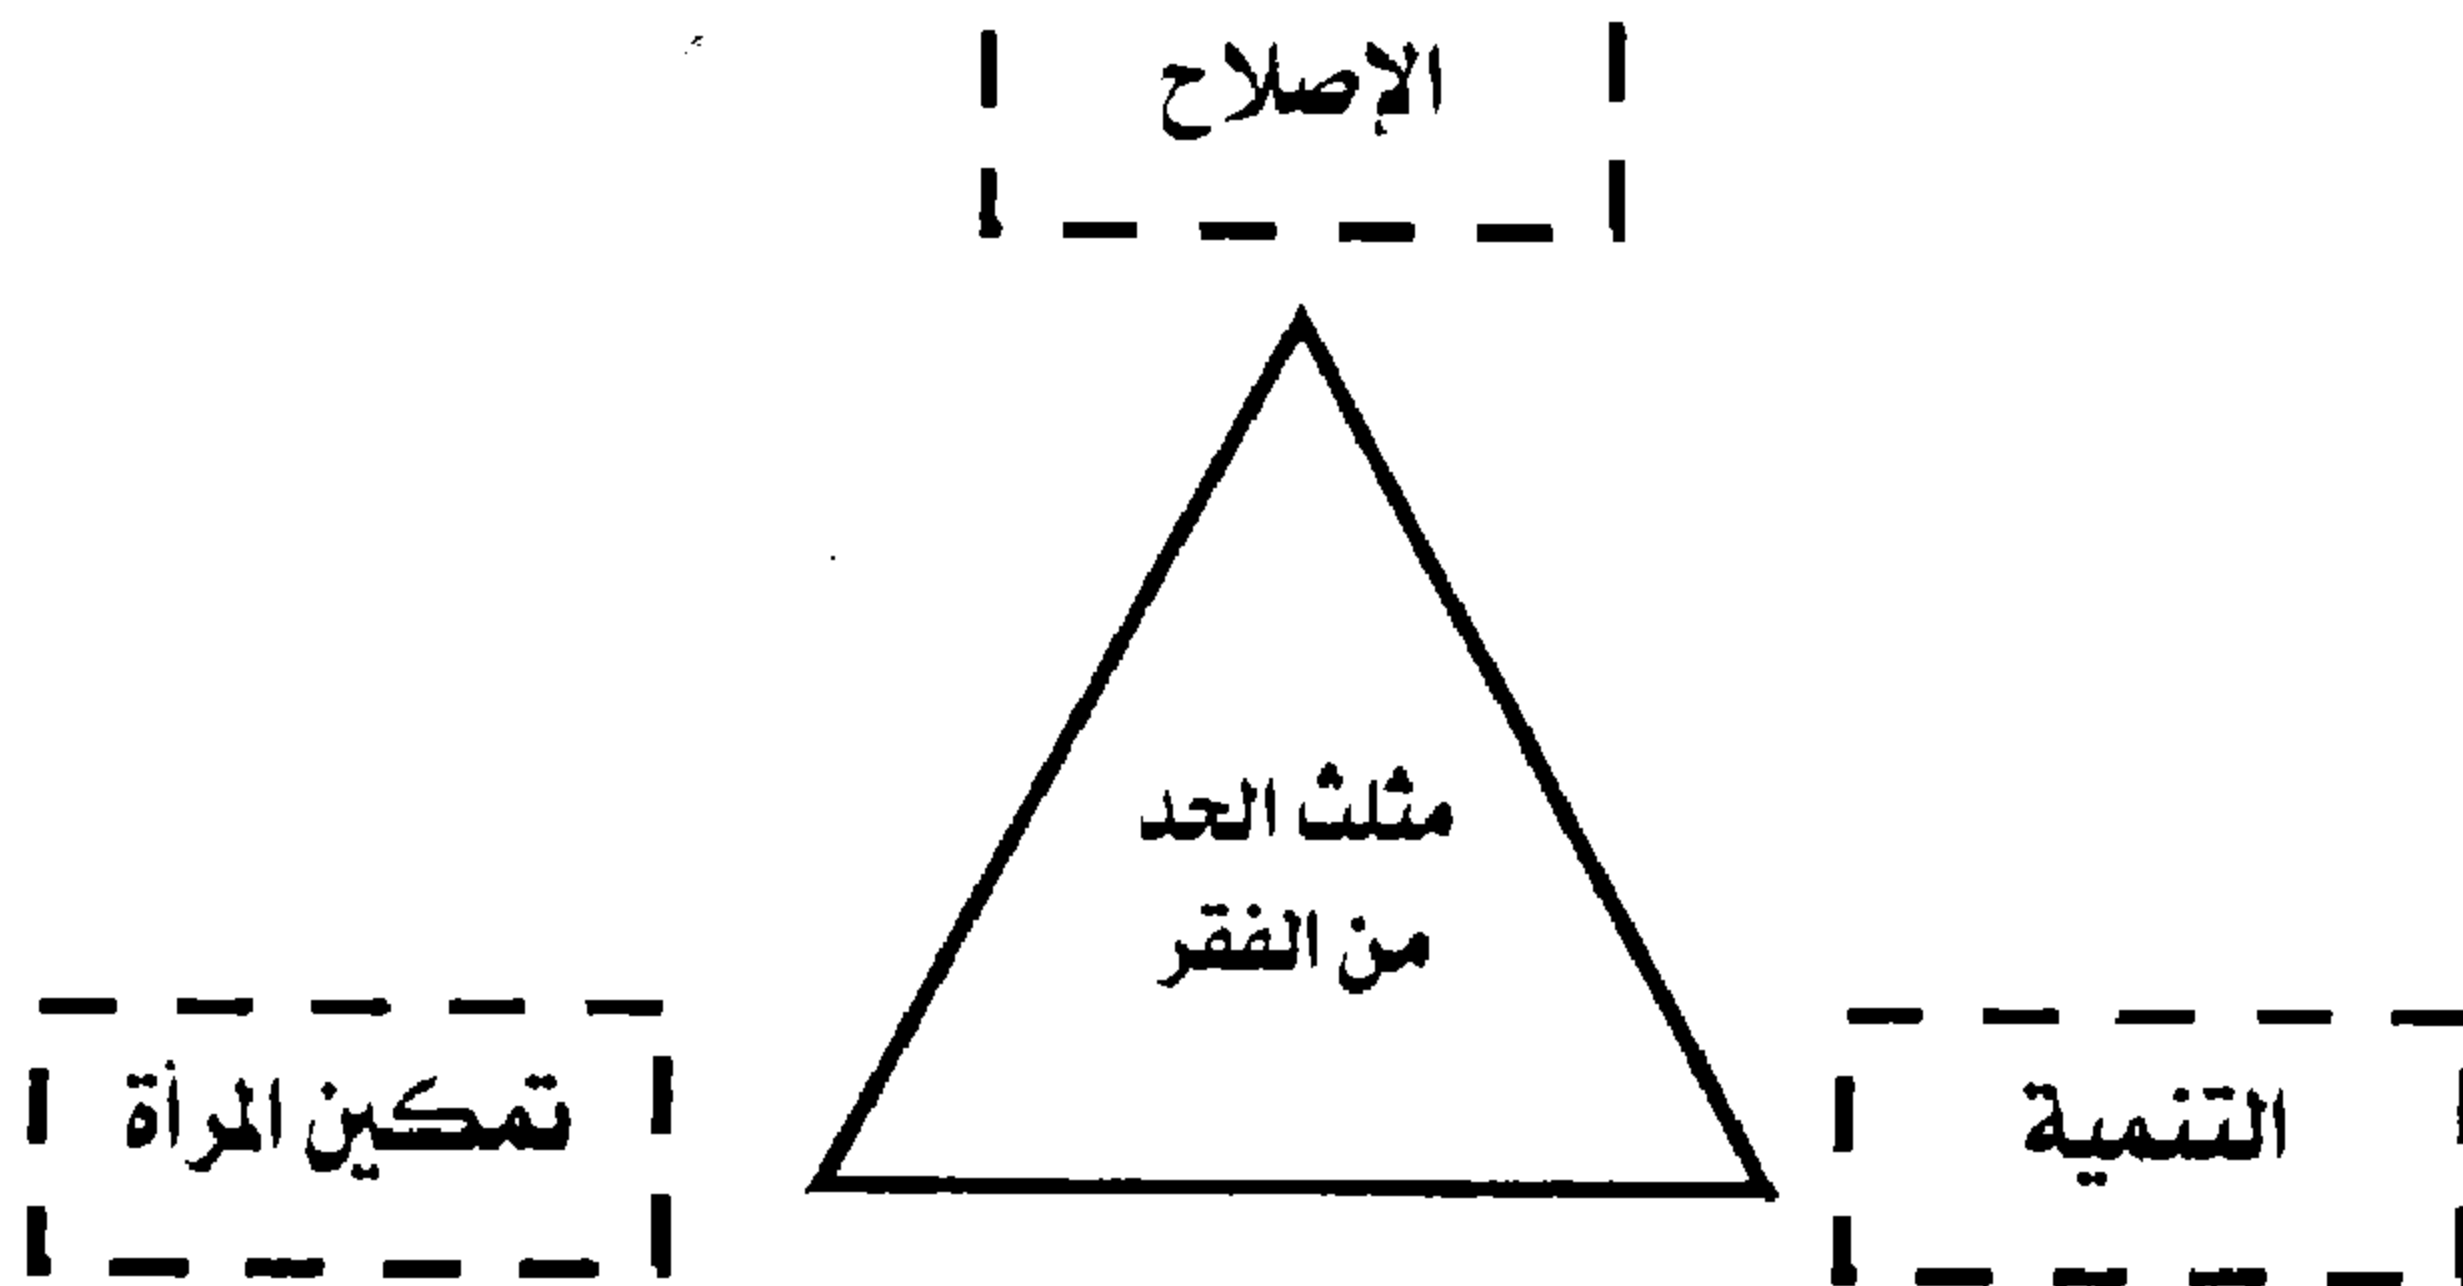 الإصلاح
مثلث الحد
من الفقر
التنمية
تمكين المرأة